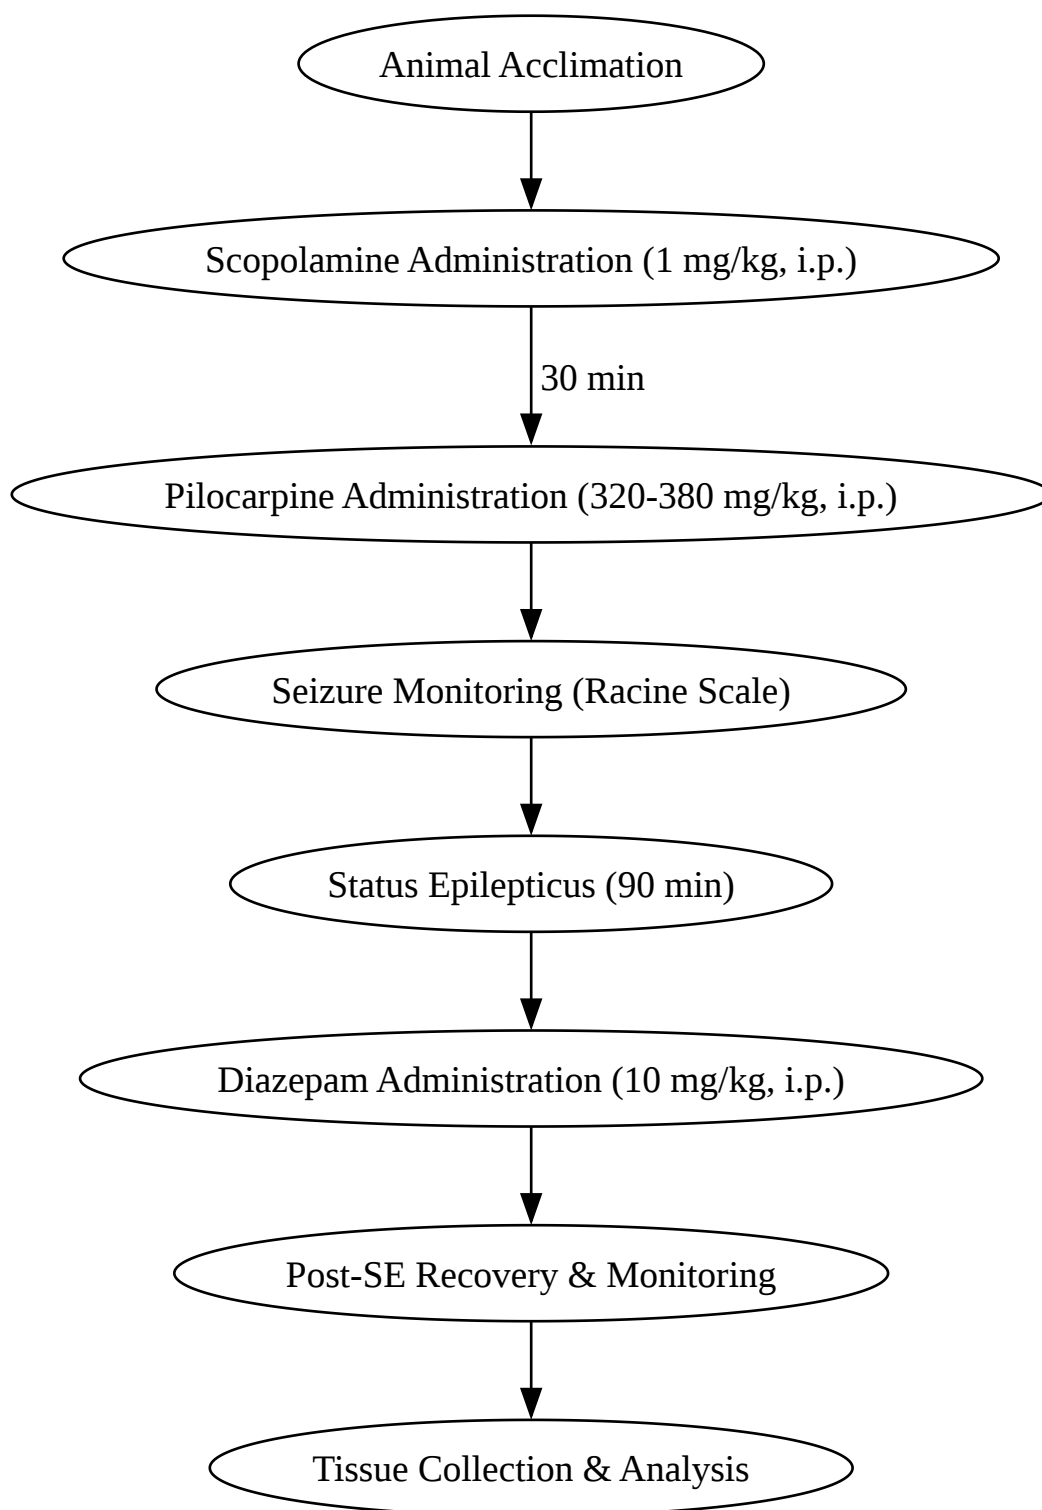 Animal Acclimation
Scopolamine Administration (1 mg/kg, i.p.)
30 min
Pilocarpine Administration (320-380 mg/kg, i.p.)
Seizure Monitoring (Racine Scale)
Status Epilepticus (90 min)
Diazepam Administration (10 mg/kg, i.p.)
Post-SE Recovery & Monitoring
Tissue Collection & Analysis